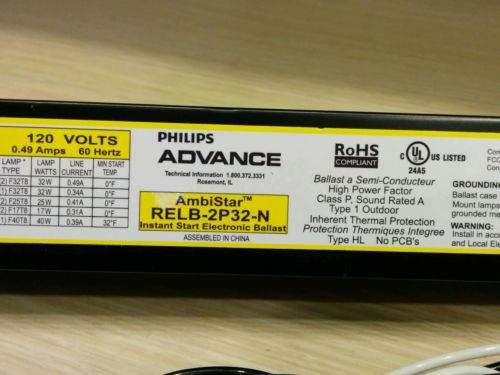 120 VOLTS
0.49 Amps 60 Hertz
LAMP * TYPE LAMP WATTS LINE CURRENT MIN START TEMP.
(2) F32T8 32W 0.49A 0°F
(1) F32T8 32W 0.34A 0°F
(2) F25T8 25W 0.41A 0°F
(2) F17T8 17W 0.31A 0°F
(1) F40T8 40W 0.39A 32°F
PHILIPS
ADVANCE
Technical Information 1.800.372.3331
Rosemont, IL
AmbiStar™
RELB-2P32-N
Instant Start Electronic Ballast
ASSEMBLED IN CHINA
RoHS
COMPLIANT
c UL US LISTED
24A5
Ballast a Semi-Conducteur
High Power Factor
Class P, Sound Rated A
Type 1 Outdoor
Inherent Thermal Protection
Protection Thermiques Integree
Type HL No PCB's
Com
FCC
GROUNDING:
Ballast case
Mount lamps
grounded me
WARNING:
Install in acco
and Local Ele